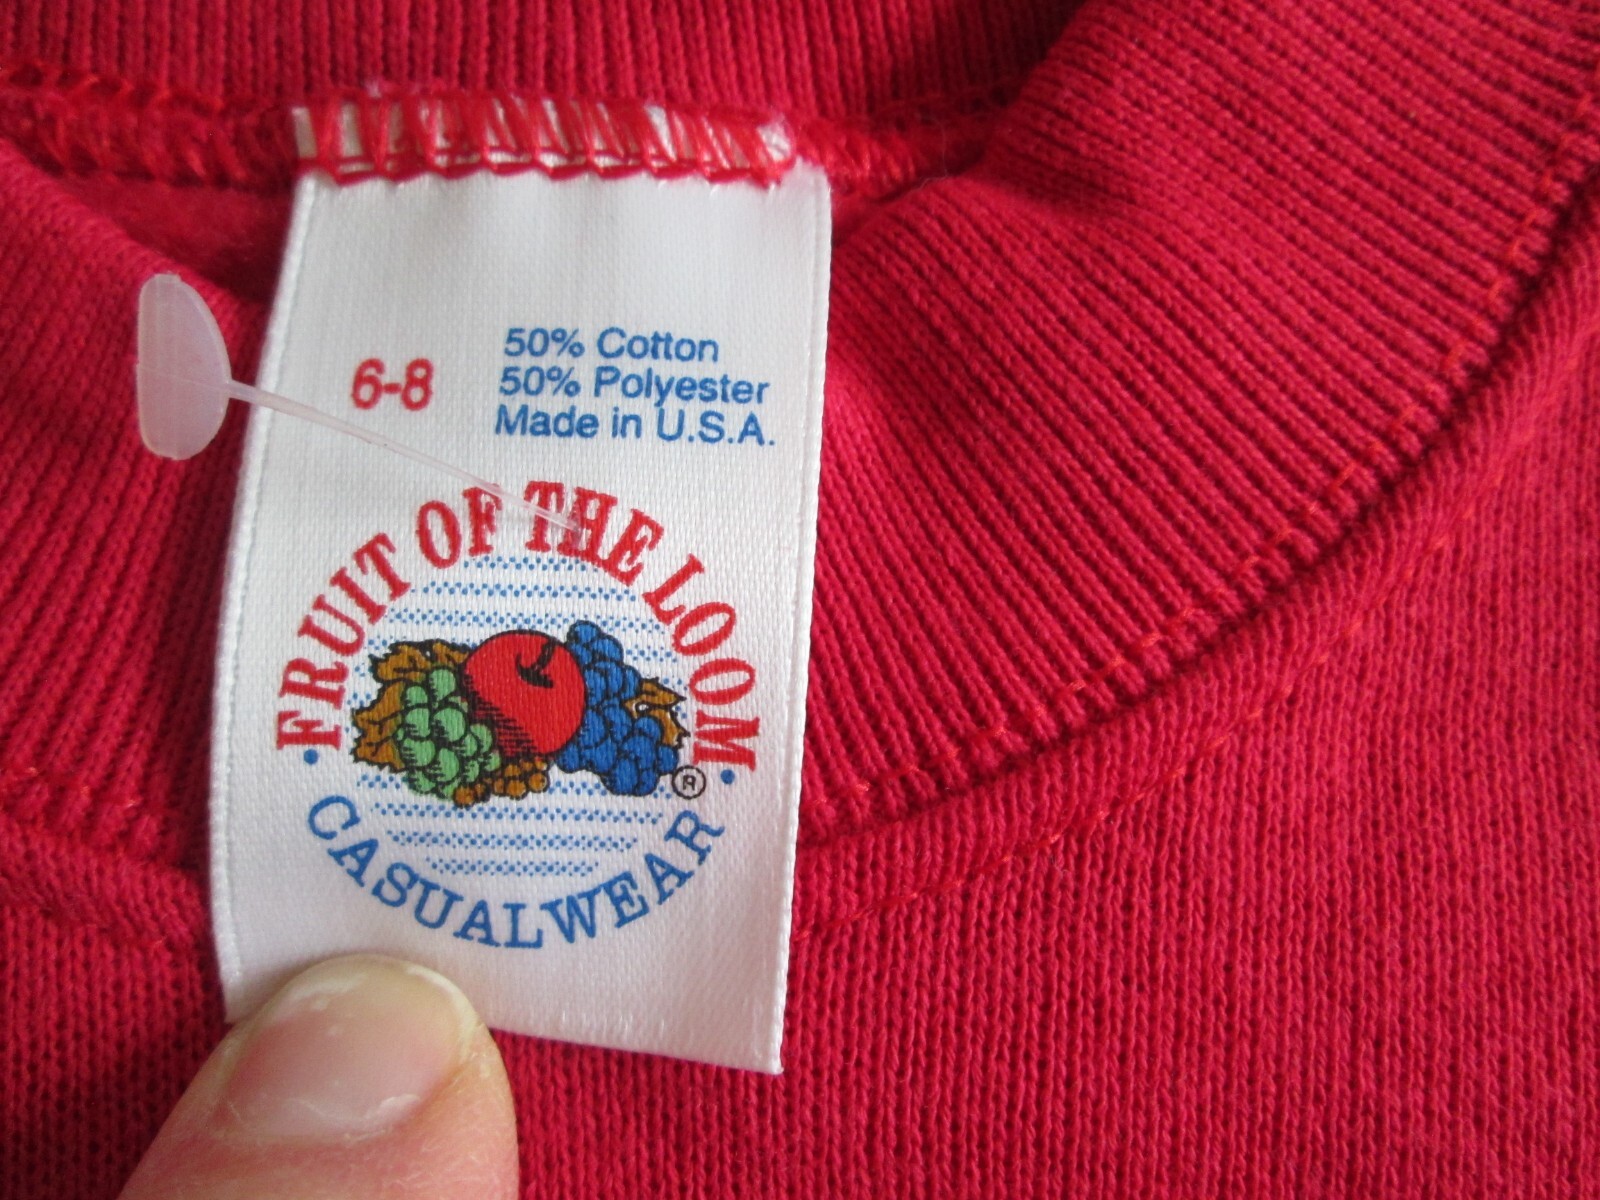 6-8
50% Cotton
50% Polyester
Made in U.S.A.
FRUIT OF THE LOOM
®
CASUALWEAR